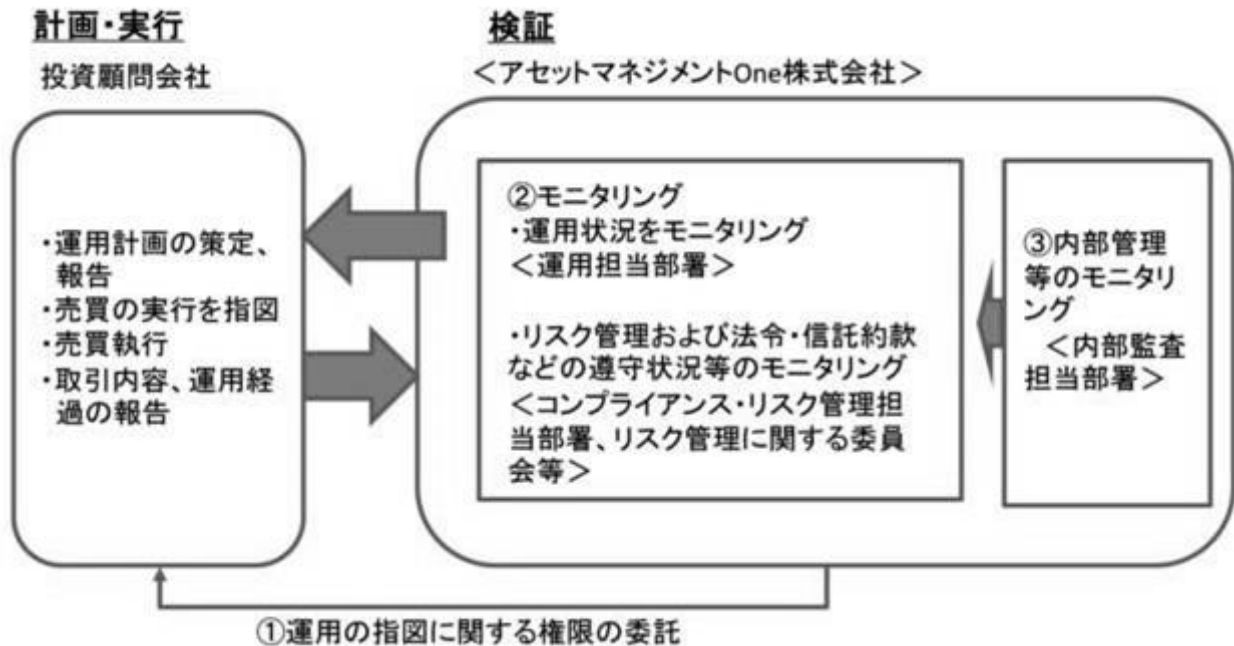 計画・実行
投資顧問会社
・運用計画の策定、
報告
・売買の実行を指図
・売買執行
・取引内容、運用経
過の報告
検証
＜アセットマネジメントOne株式会社＞
②モニタリング
・運用状況をモニタリング
＜運用担当部署＞
・リスク管理および法令・信託約款
などの遵守状況等のモニタリング
＜コンプライアンス・リスク管理担
当部署、リスク管理に関する委員
会等＞
③内部管理
等のモニタリ
ング
＜内部監査
担当部署＞
①運用の指図に関する権限の委託